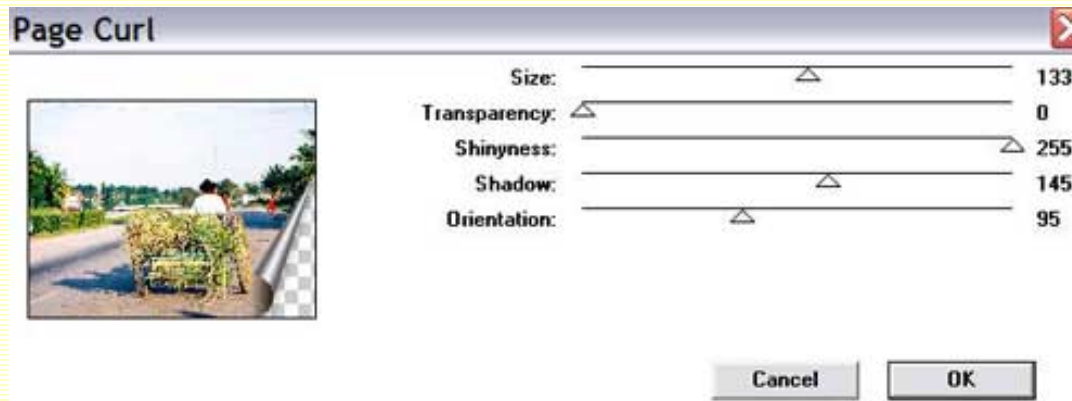 Page Curl
Size: 133
Transparency: 0
Shinyness: 255
Shadow: 145
Orientation: 95
Cancel OK